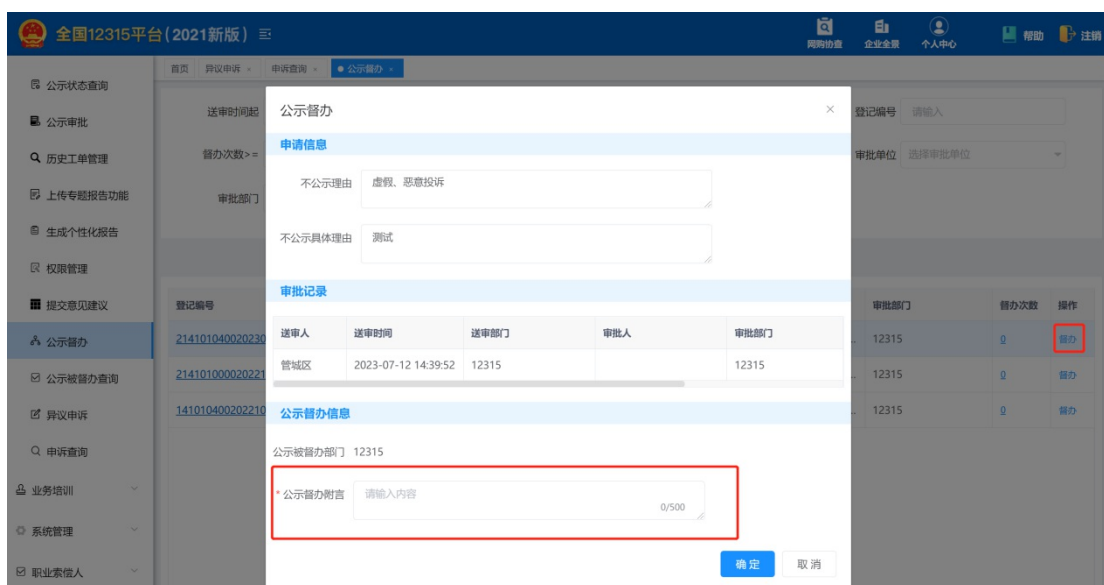 全国12315平台(2021新版)
网购协查 企业全景 个人中心 帮助 注销
首页 异议申诉 × 申诉查询 × 公示督办 ×
公示状态查询
公示审批
历史工单管理
上传专题报告功能
生成个性化报告
权限管理
提交意见建议
公示督办
公示被督办查询
异议申诉
申诉查询
业务培训
系统管理
职业索偿人
送审时间起
登记编号 请输入
督办次数>=
审批单位 选择审批单位
审批部门
登记编号 审批部门 督办次数 操作
214101040020230 12315 0 督办
214101000020221 12315 0 督办
141010400202210 12315 0 督办
公示督办 ×
申请信息
不公示理由 虚假、恶意投诉
不公示具体理由 测试
审批记录
送审人 送审时间 送审部门 审批人 审批部门
管城区 2023-07-12 14:39:52 12315 12315
公示督办信息
公示被督办部门 12315
* 公示督办附言 请输入内容
0/500
确定 取消